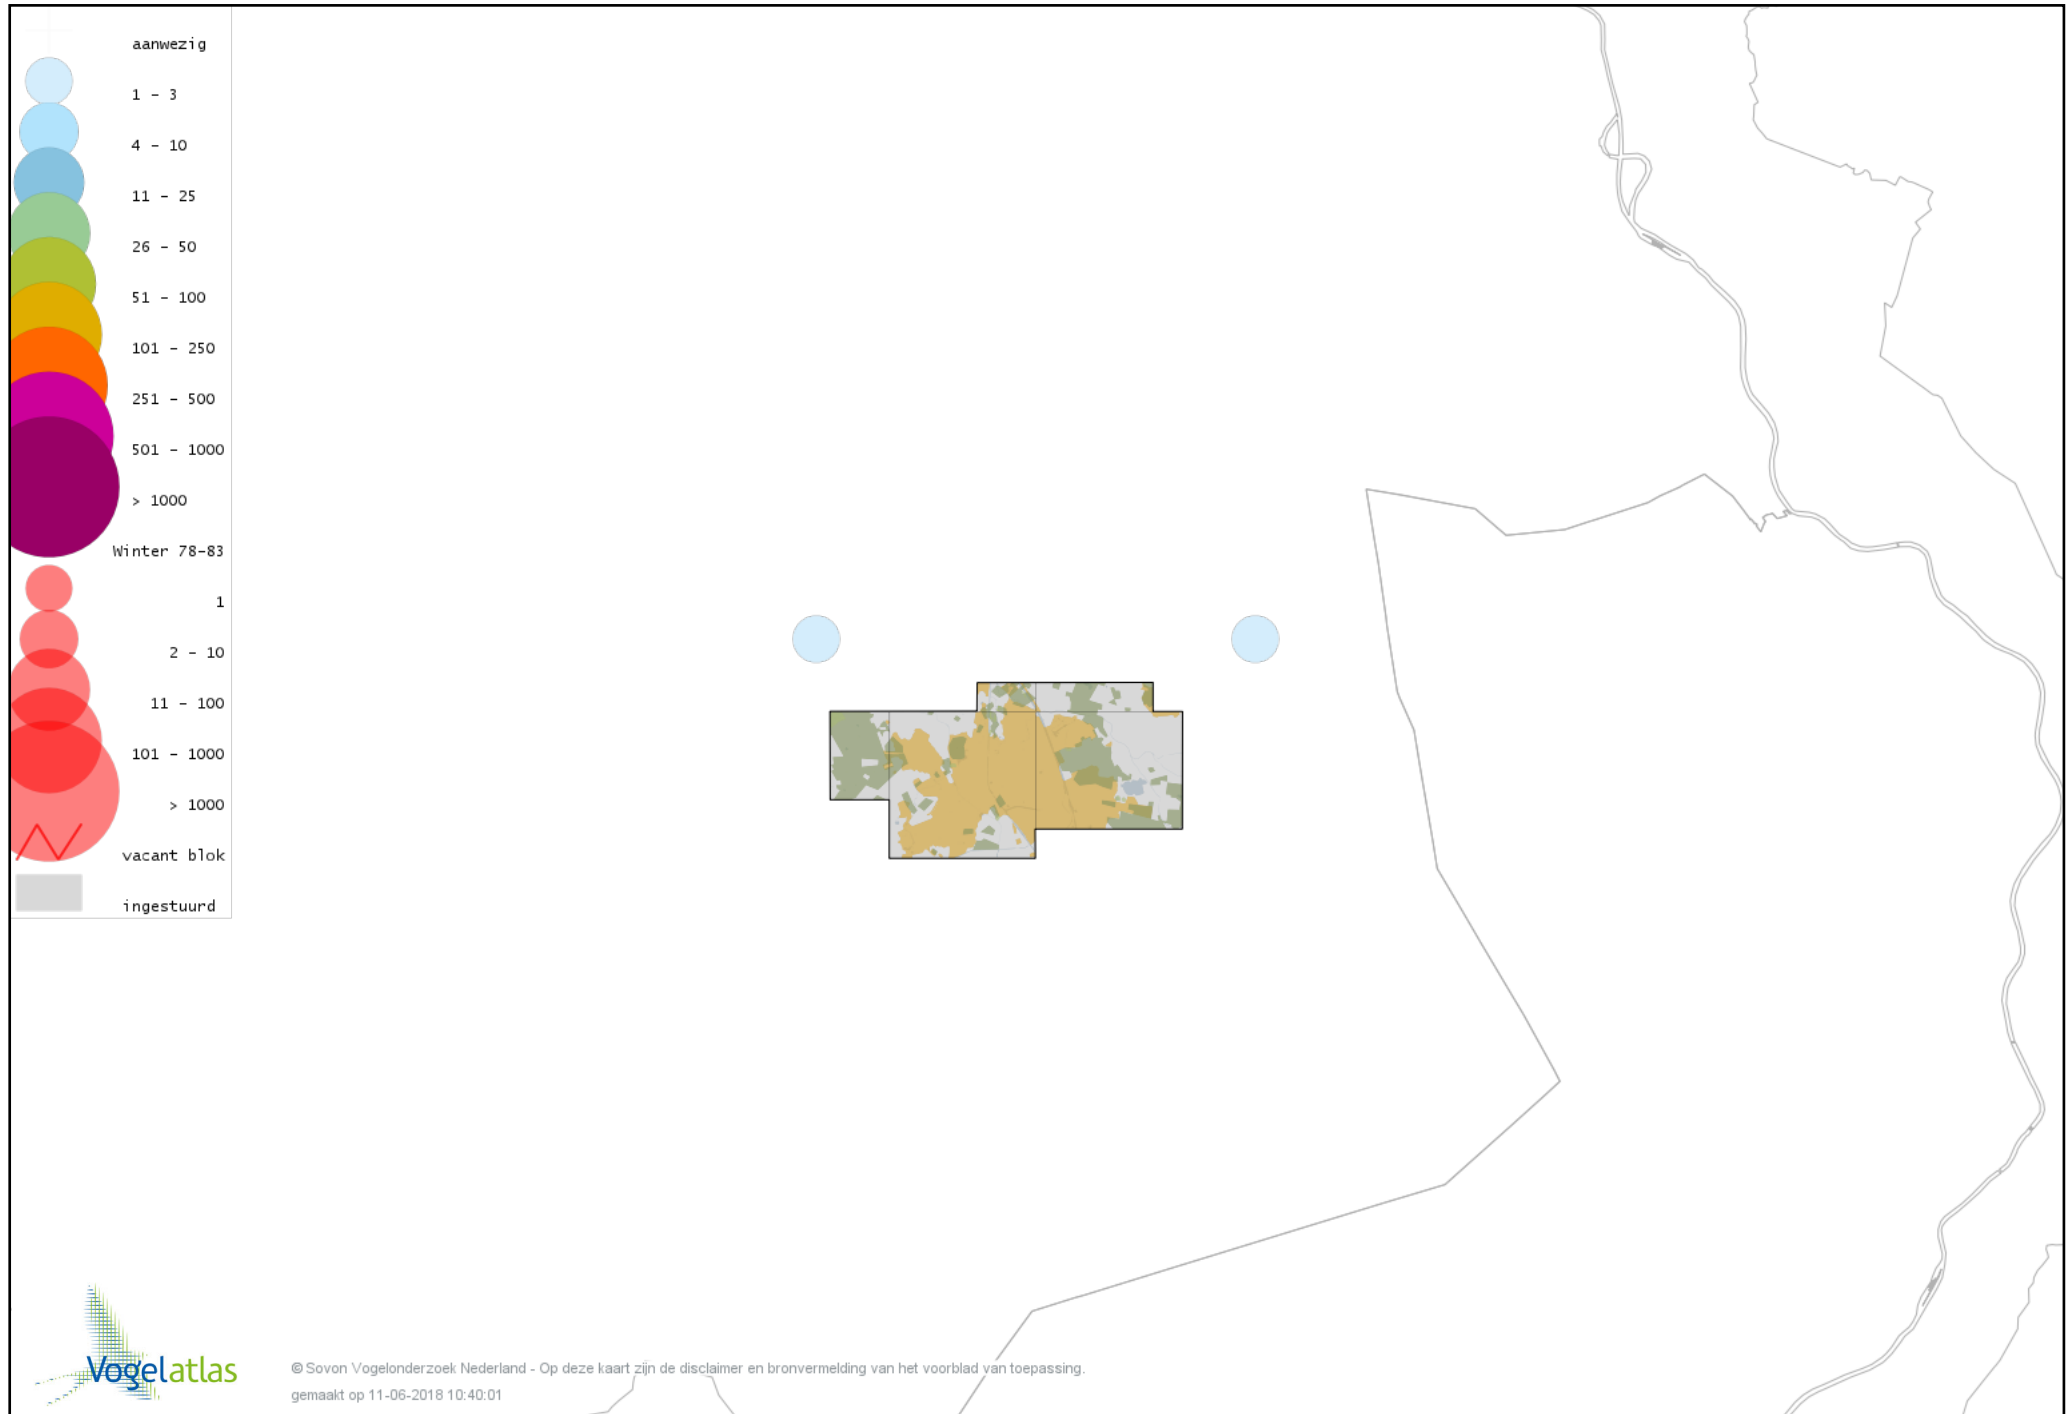 aanwezig
1 - 3
4 - 10
11 - 25
26 - 50
51 - 100
101 - 250
251 - 500
501 - 1000
> 1000
Winter 78-83
1
2 - 10
11 - 100
101 - 1000
> 1000
vacant blok
ingestuurd
Vogelatlas
© Sovon Vogelonderzoek Nederland - Op deze kaart zijn de disclaimer en bronvermelding van het voorblad van toepassing.
gemaakt op 11-06-2018 10:40:01